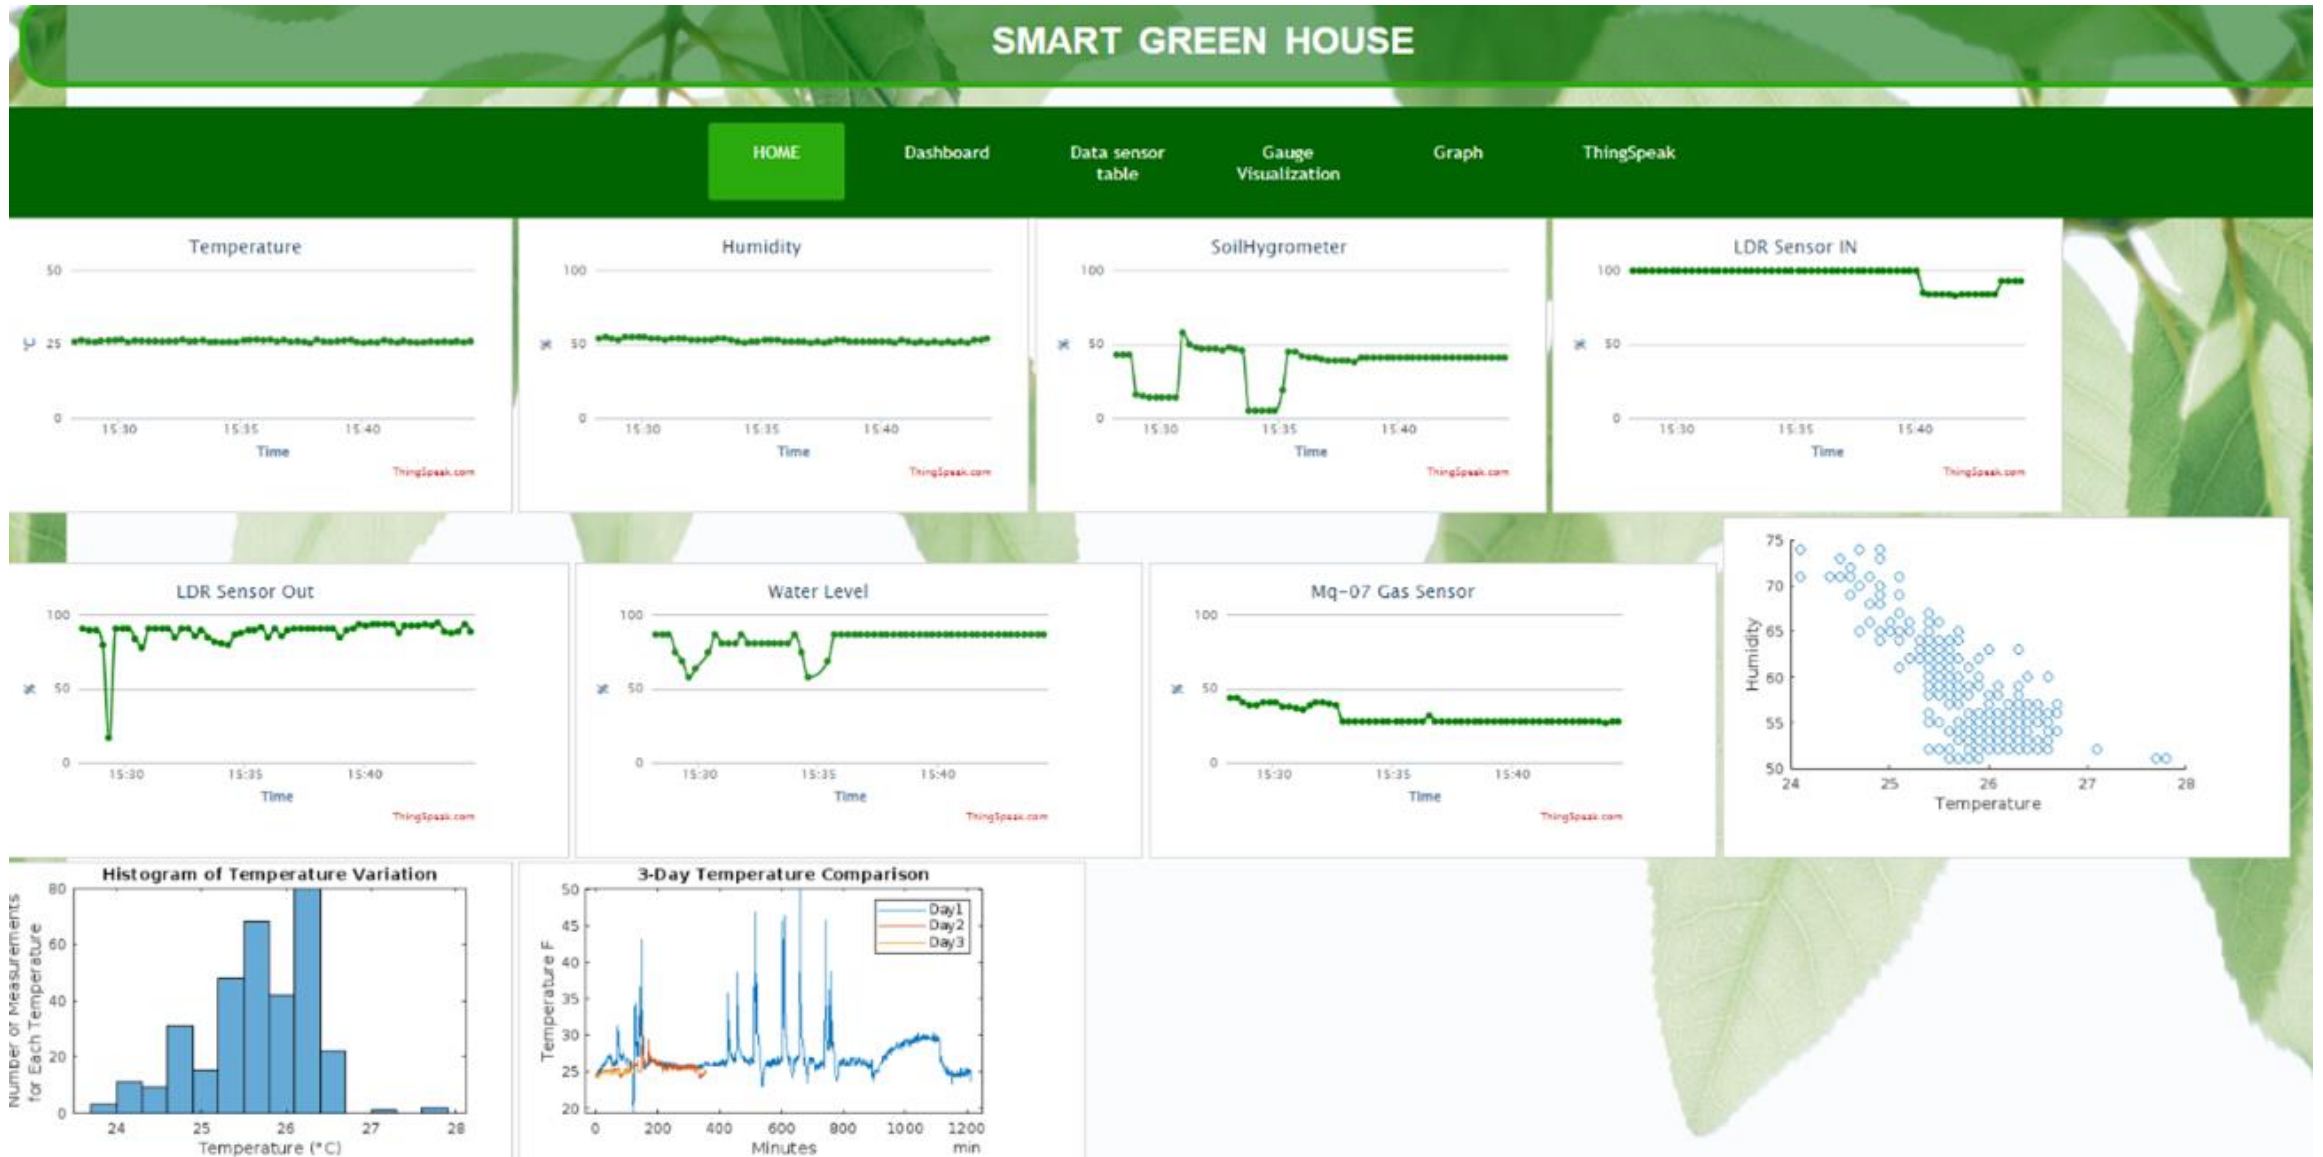 SMART GREEN HOUSE
HOME
Dashboard
Data sensor
table
Gauge
Visualization
Graph
ThingSpeak
Temperature
50
25
0
°C
15:30 15:35 15:40
Time
ThingSpeak.com
Humidity
100
50
0
%
15:30 15:35 15:40
Time
ThingSpeak.com
SoilHygrometer
100
50
0
%
15:30 15:35 15:40
Time
ThingSpeak.com
LDR Sensor IN
100
50
0
%
15:30 15:35 15:40
Time
ThingSpeak.com
LDR Sensor Out
100
50
0
%
15:30 15:35 15:40
Time
ThingSpeak.com
Water Level
100
50
0
%
15:30 15:35 15:40
Time
ThingSpeak.com
Mq-07 Gas Sensor
100
50
0
%
15:30 15:35 15:40
Time
ThingSpeak.com
75
70
65
60
55
50
Humidity
24 25 26 27 28
Temperature
Histogram of Temperature Variation
Number of Measurements
for Each Temperature
80
60
40
20
0
24 25 26 27 28
Temperature (°C)
3-Day Temperature Comparison
Temperature F
50
45
40
35
30
25
20
Day1
Day2
Day3
0 200 400 600 800 1000 1200
Minutes
min